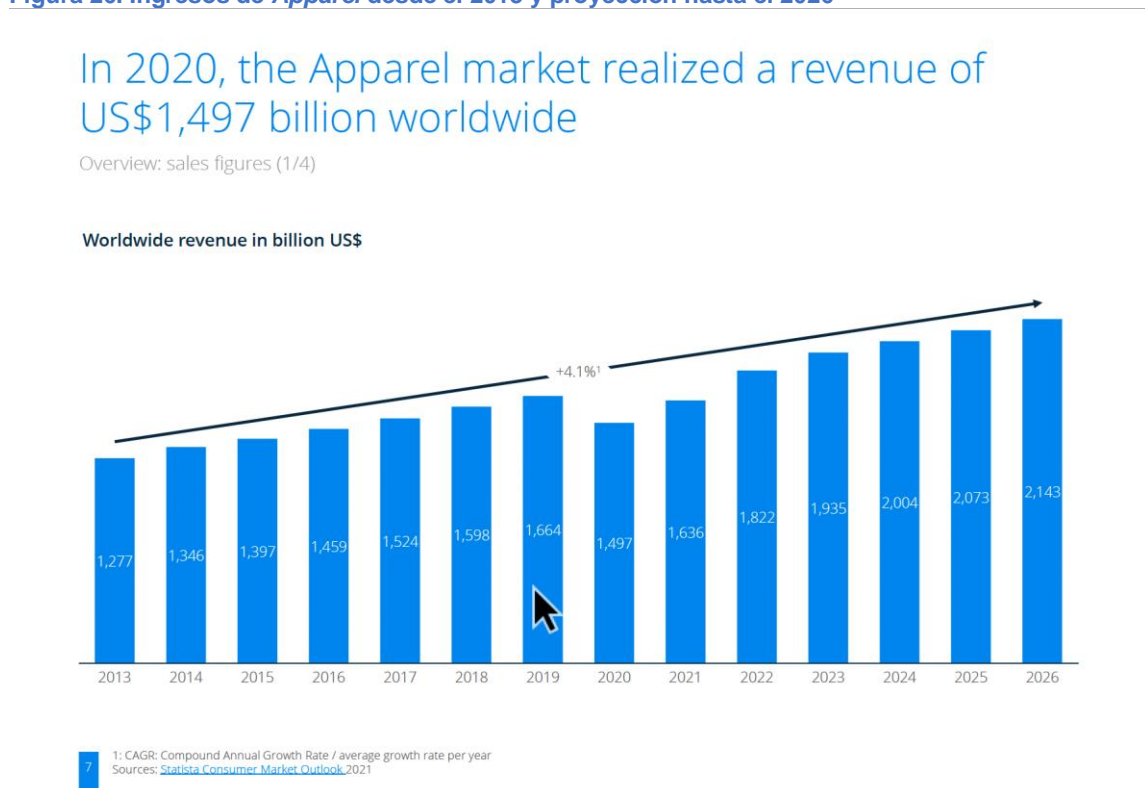 In 2020, the Apparel market realized a revenue of
US$1,497 billion worldwide
Overview: sales figures (1/4)
Worldwide revenue in billion US$
+4.1%¹
1,277 1,346 1,397 1,459 1,524 1,598 1,664 1,497 1,636 1,822 1,935 2,004 2,073 2,143
2013 2014 2015 2016 2017 2018 2019 2020 2021 2022 2023 2024 2025 2026
7
1: CAGR: Compound Annual Growth Rate / average growth rate per year
Sources: Statista Consumer Market Outlook 2021